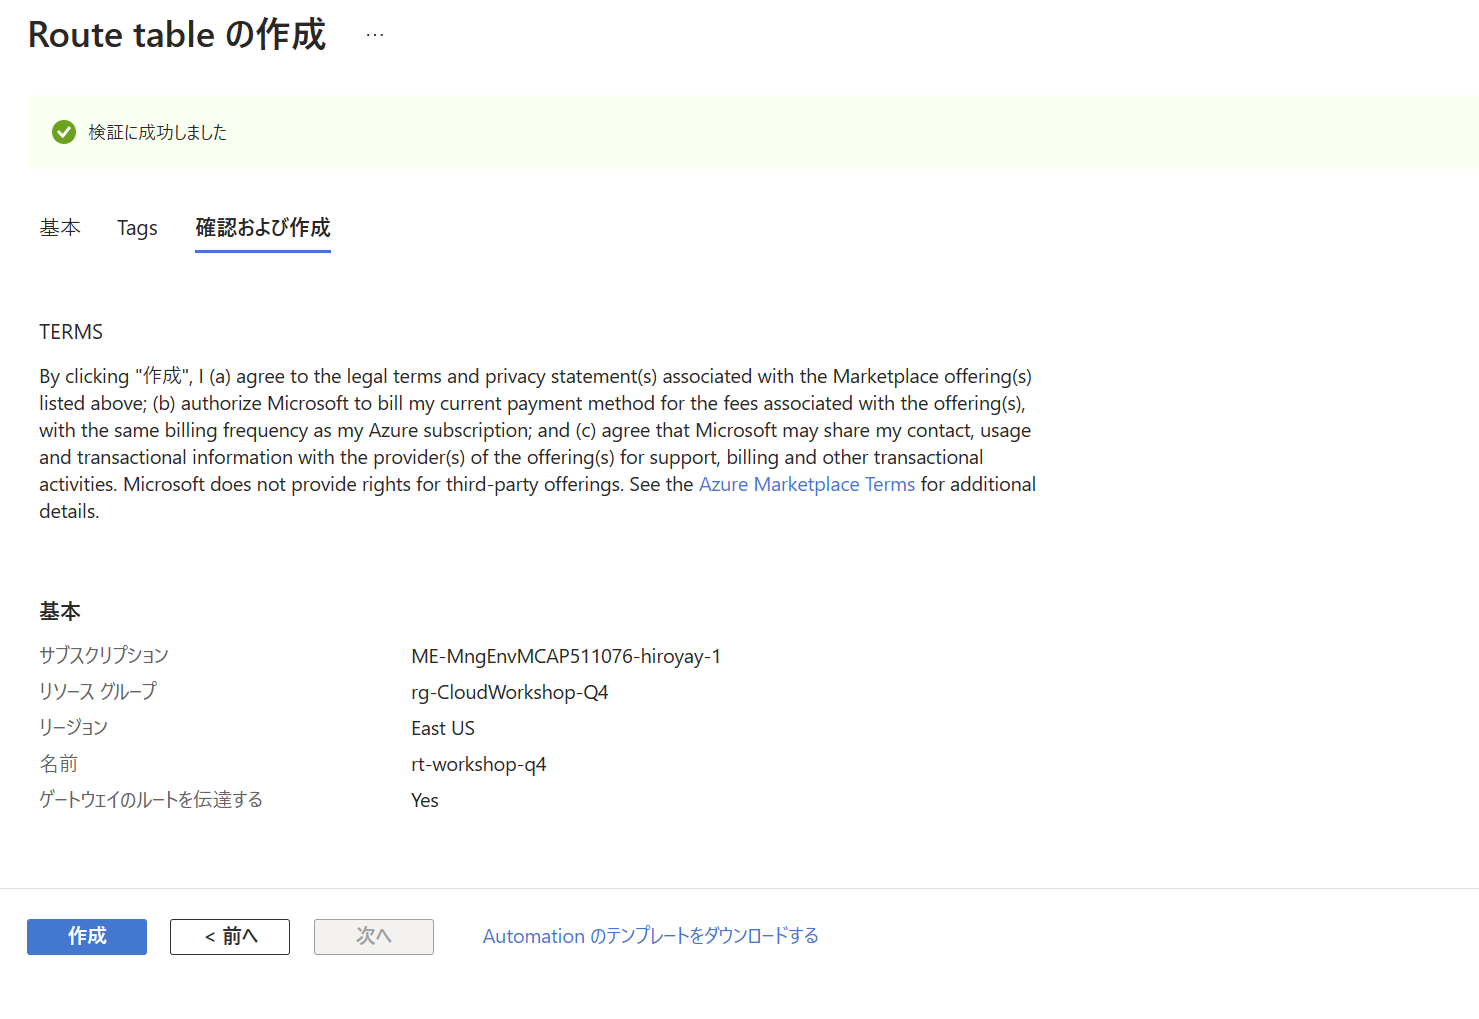 Route table の作成 …
検証に成功しました
基本 Tags 確認および作成
TERMS
By clicking "作成", I (a) agree to the legal terms and privacy statement(s) associated with the Marketplace offering(s)
listed above; (b) authorize Microsoft to bill my current payment method for the fees associated with the offering(s),
with the same billing frequency as my Azure subscription; and (c) agree that Microsoft may share my contact, usage
and transactional information with the provider(s) of the offering(s) for support, billing and other transactional
activities. Microsoft does not provide rights for third-party offerings. See the Azure Marketplace Terms for additional
details.
基本
サブスクリプション ME-MngEnvMCAP511076-hiroyay-1
リソース グループ rg-CloudWorkshop-Q4
リージョン East US
名前 rt-workshop-q4
ゲートウェイのルートを伝達する Yes
作成 < 前へ 次へ Automation のテンプレートをダウンロードする